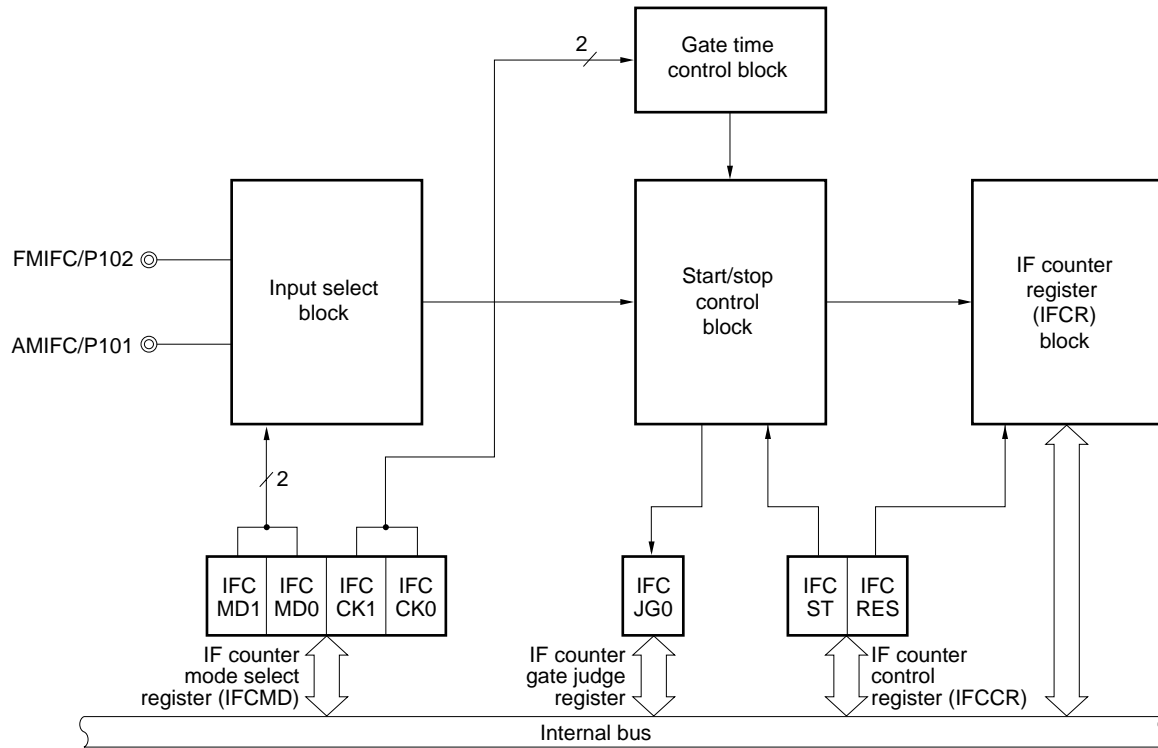 2
Gate time
control block
FMIFC/P102
AMIFC/P101
Input select
block
Start/stop
control
block
IF counter
register
(IFCR)
block
2
IFC
MD1
IFC
MD0
IFC
CK1
IFC
CK0
IFC
JG0
IFC
ST
IFC
RES
IF counter
mode select
register (IFCMD)
IF counter
gate judge
register
IF counter
control
register (IFCCR)
Internal bus